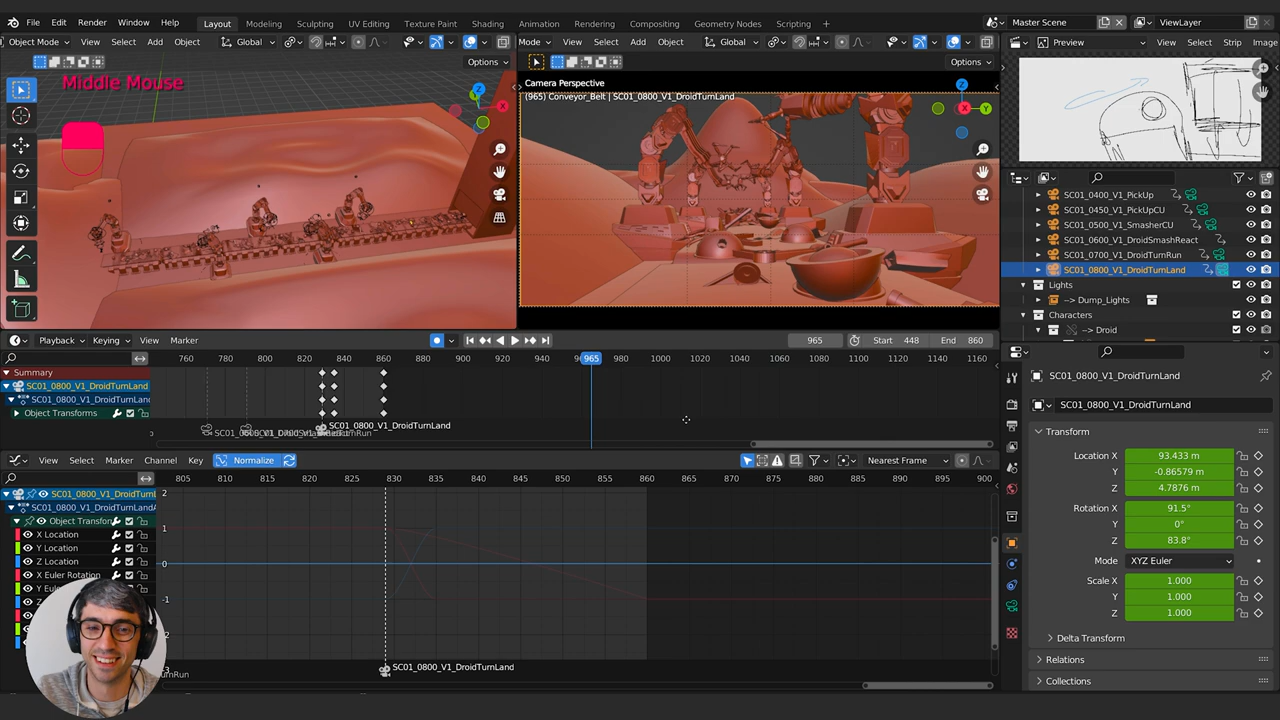 File Edit Render Window Help Layout Modeling Sculpting UV Editing Texture Paint Shading Animation Rendering Compositing Geometry Nodes Scripting + Master Scene ViewLayer
Object Mode View Select Add Object Global
Mode View Select Add Object Global
Preview View Select Strip Image
Options
Options
Middle Mouse
Z
X
Y
Camera Perspective
(965) Conveyor_Belt | SC01_0800_V1_DroidTurnLand
Z
X
Y
SC01_0400_V1_PickUp
SC01_0450_V1_PickUpCU
SC01_0500_V1_SmasherCU
SC01_0600_V1_DroidSmashReact
SC01_0700_V1_DroidTurnRun
SC01_0800_V1_DroidTurnLand
Lights
--> Dump_Lights
Characters
--> Droid
Playback Keying View Marker 965 Start 448 End 860
760 780 800 820 840 860 880 900 920 940 965 980 1000 1020 1040 1060 1080 1100 1120 1140 1160
Summary
SC01_0800_V1_DroidTurnLand
SC01_0800_V1_DroidTurnLand
Object Transforms
SC01_0800_V1_DroidTurnLand
View Select Marker Channel Key Normalize Nearest Frame
805 810 815 820 825 830 835 840 845 850 855 860 865 870 875 880 885 890 895 900
SC01_0800_V1_DroidTurnL
SC01_0800_V1_DroidTurnLand
Object Transfor
X Location
Y Location
Z Location
X Euler Rotation
2
1
0
-1
SC01_0800_V1_DroidTurnLand
SC01_0800_V1_DroidTurnLand
SC01_0800_V1_DroidTurnLand
Transform
Location X 93.433 m
Y -0.86579 m
Z 4.7876 m
Rotation X 91.5°
Y 0°
Z 83.8°
Mode XYZ Euler
Scale X 1.000
Y 1.000
Z 1.000
Delta Transform
Relations
Collections